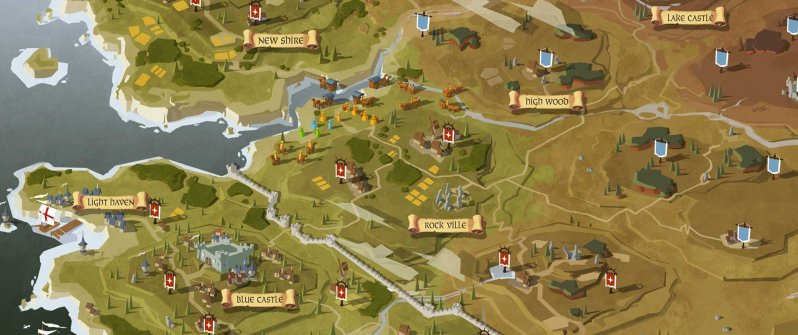 LAKE CASTLE
NEW SHIRE
HIGH WOOD
LIGHT HAVEN
ROCK VILLE
BLUE CASTLE